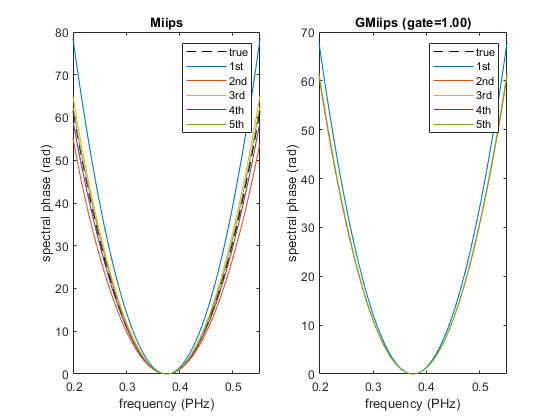 Miips
80
70
60
50
40
30
20
10
0
spectral phase (rad)
true
1st
2nd
3rd
4th
5th
0.2 0.3 0.4 0.5
frequency (PHz)
GMiips (gate=1.00)
70
60
50
40
30
20
10
0
spectral phase (rad)
true
1st
2nd
3rd
4th
5th
0.2 0.3 0.4 0.5
frequency (PHz)